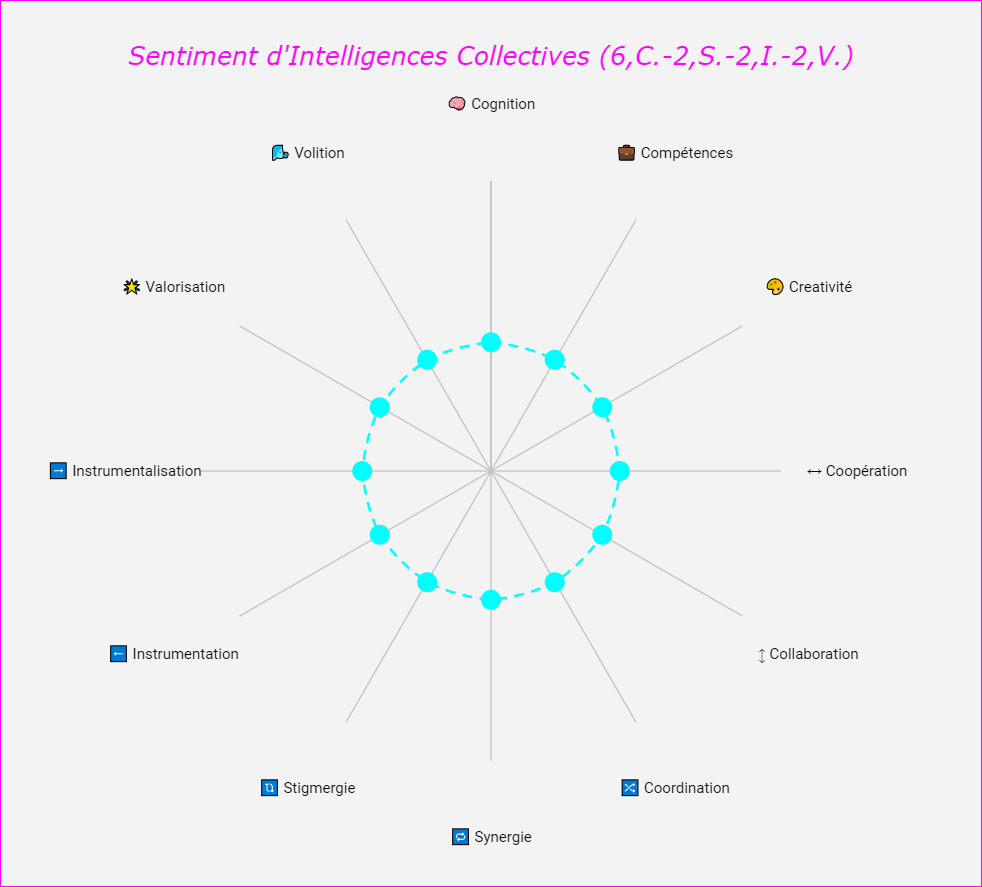 Sentiment d'Intelligences Collectives (6,C.-2,S.-2,I.-2,V.)
Cognition
Volition
Compétences
Valorisation
Creativité
Instrumentalisation
Coopération
Instrumentation
Collaboration
Stigmergie
Coordination
Synergie